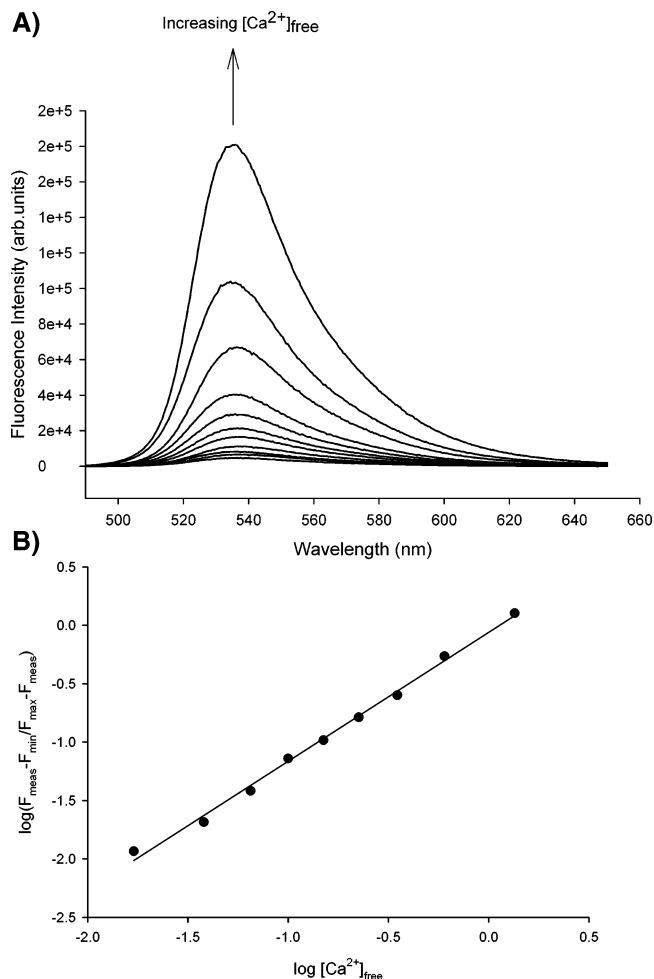 A)
Increasing [Ca2+]free
2e+5
2e+5
2e+5
1e+5
1e+5
1e+5
8e+4
6e+4
4e+4
2e+4
0
Fluorescence Intensity (arb.units)
500 520 540 560 580 600 620 640 660
Wavelength (nm)
B)
0.5
0.0
-0.5
-1.0
-1.5
-2.0
-2.5
log(Fmeas-Fmin/Fmax-Fmeas)
-2.0 -1.5 -1.0 -0.5 0.0 0.5
log [Ca2+]free